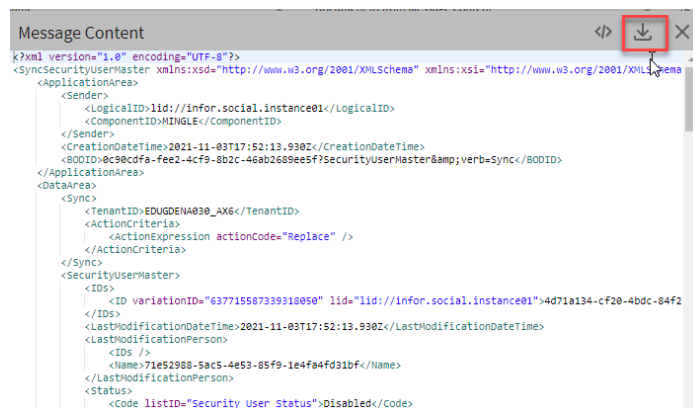 Message Content
<?xml version="1.0" encoding="UTF-8"?>
<SyncSecurityUserMaster xmlns:xsd="http://www.w3.org/2001/XMLSchema" xmlns:xsi="http://www.w3.org/2001/XMLSchema
<ApplicationArea>
<Sender>
<LogicalID>lid://infor.social.instance01</LogicalID>
<ComponentID>MINGLE</ComponentID>
</Sender>
<CreationDateTime>2021-11-03T17:52:13.930Z</CreationDateTime>
<BODID>0c90cdfa-fee2-4cf9-8b2c-46ab2689ee5f?SecurityUserMaster&amp;verb=Sync</BODID>
</ApplicationArea>
<DataArea>
<Sync>
<TenantID>EDUGDENA030_AX6</TenantID>
<ActionCriteria>
<ActionExpression actionCode="Replace" />
</ActionCriteria>
</Sync>
<SecurityUserMaster>
<IDs>
<ID variationID="637715587339318050" lid="lid://infor.social.instance01">4d71a134-cf20-4bdc-84f2
</IDs>
<LastModificationDateTime>2021-11-03T17:52:13.930Z</LastModificationDateTime>
<LastModificationPerson>
<IDs />
<Name>71e52988-5ac5-4e53-85f9-1e4fa4fd31bf</Name>
</LastModificationPerson>
<Status>
<Code listID="Security User Status">Disabled</Code>